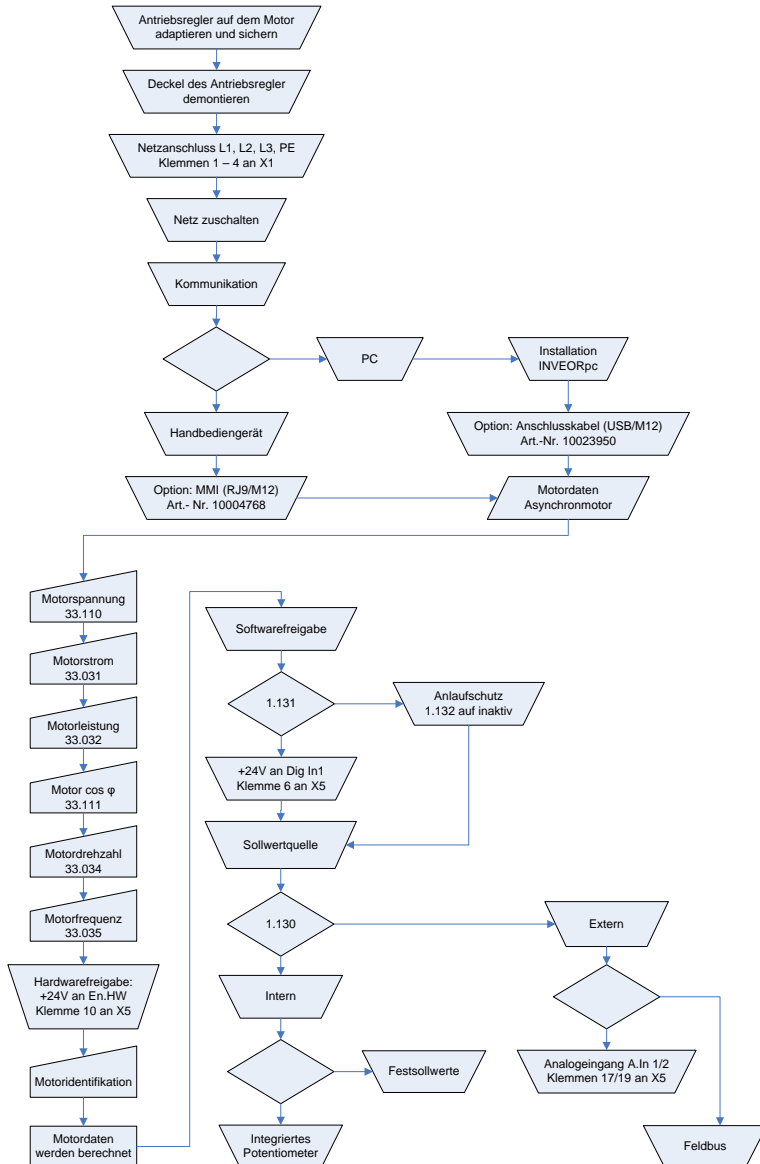 Antriebsregler auf dem Motor
adaptieren und sichern
Deckel des Antriebsregler
demontieren
Netzanschluss L1, L2, L3, PE
Klemmen 1 – 4 an X1
Netz zuschalten
Kommunikation
PC
Installation
INVEORpc
Handbediengerät
Option: Anschlusskabel (USB/M12)
Art.-Nr. 10023950
Option: MMI (RJ9/M12)
Art.- Nr. 10004768
Motordaten
Asynchronmotor
Motorspannung
33.110
Motorstrom
33.031
Motorleistung
33.032
Motor cos φ
33.111
Motordrehzahl
33.034
Motorfrequenz
33.035
Hardwarefreigabe:
+24V an En.HW
Klemme 10 an X5
Motoridentifikation
Motordaten
werden berechnet
Softwarefreigabe
1.131
Anlaufschutz
1.132 auf inaktiv
+24V an Dig In1
Klemme 6 an X5
Sollwertquelle
1.130
Extern
Intern
Festsollwerte
Analogeingang A.In 1/2
Klemmen 17/19 an X5
Integriertes
Potentiometer
Feldbus